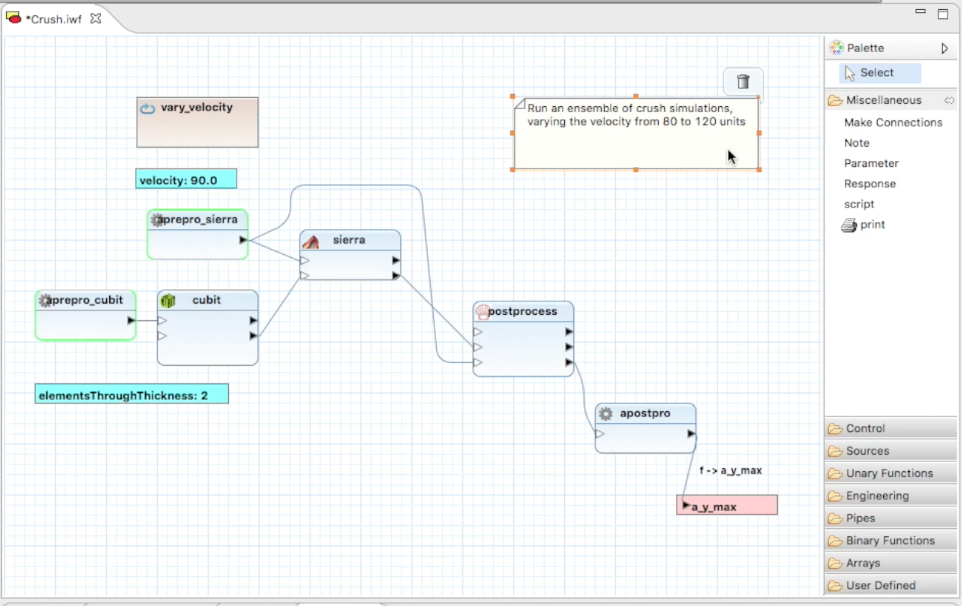 *Crush.iwf
vary_velocity
Run an ensemble of crush simulations,
varying the velocity from 80 to 120 units
velocity: 90.0
aprepro_sierra
sierra
aprepro_cubit
cubit
postprocess
elementsThroughThickness: 2
apostpro
f -> a_y_max
a_y_max
Palette
Select
Miscellaneous
Make Connections
Note
Parameter
Response
script
print
Control
Sources
Unary Functions
Engineering
Pipes
Binary Functions
Arrays
User Defined